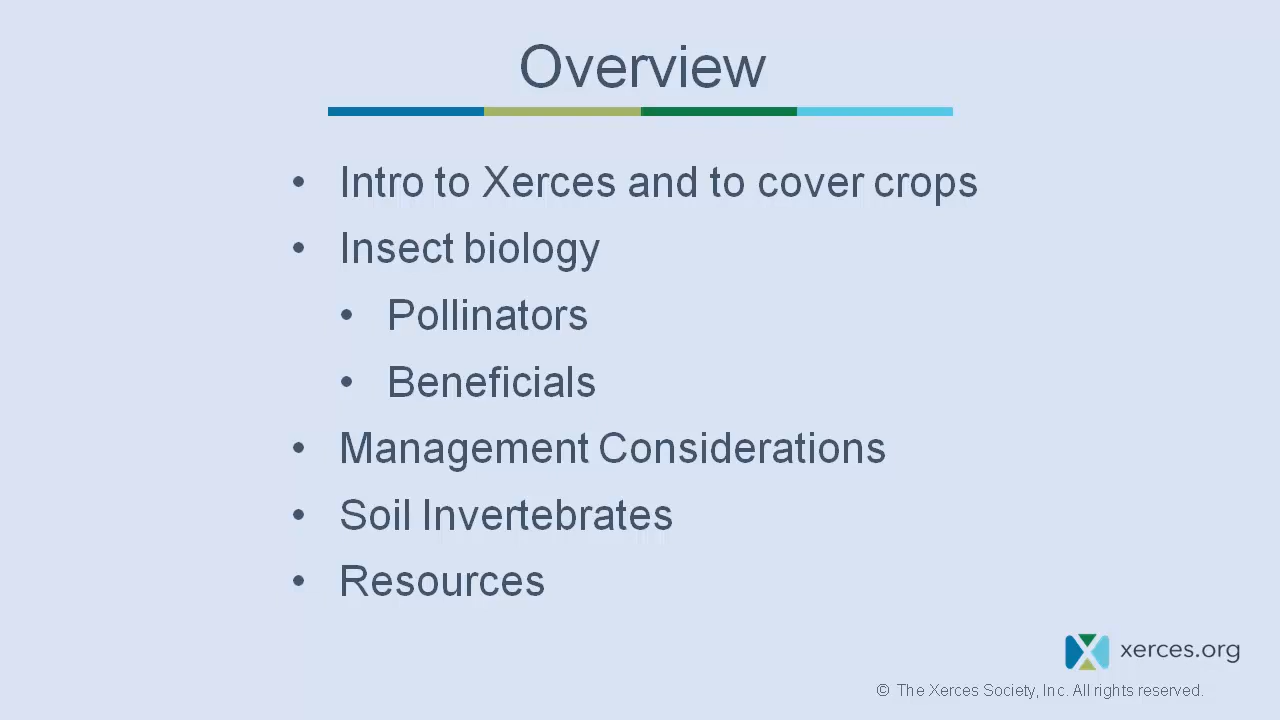 Overview
• Intro to Xerces and to cover crops
• Insect biology
• Pollinators
• Beneficials
• Management Considerations
• Soil Invertebrates
• Resources
xerces.org
© The Xerces Society, Inc. All rights reserved.